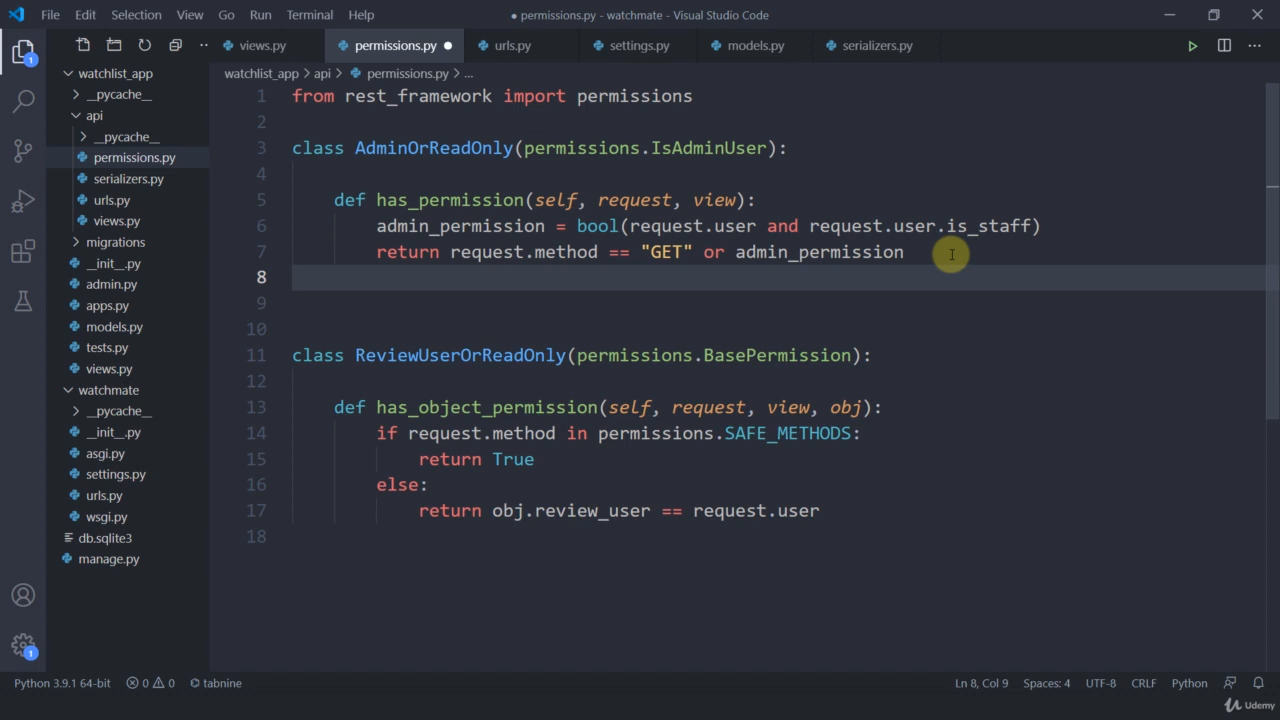 File Edit Selection View Go Run Terminal Help
● permissions.py - watchmate - Visual Studio Code
views.py permissions.py ● urls.py settings.py models.py serializers.py
watchlist_app > api > permissions.py > ...
1
watchlist_app
__pycache__
api
__pycache__
permissions.py
serializers.py
urls.py
views.py
migrations
__init__.py
admin.py
apps.py
models.py
tests.py
views.py
watchmate
__pycache__
__init__.py
asgi.py
settings.py
urls.py
wsgi.py
db.sqlite3
manage.py
1
1 from rest_framework import permissions
2
3 class AdminOrReadOnly(permissions.IsAdminUser):
4
5 def has_permission(self, request, view):
6 admin_permission = bool(request.user and request.user.is_staff)
7 return request.method == "GET" or admin_permission
8
9
10
11 class ReviewUserOrReadOnly(permissions.BasePermission):
12
13 def has_object_permission(self, request, view, obj):
14 if request.method in permissions.SAFE_METHODS:
15 return True
16 else:
17 return obj.review_user == request.user
18
Python 3.9.1 64-bit 0 0 tabnine Ln 8, Col 9 Spaces: 4 UTF-8 CRLF Python
Udemy